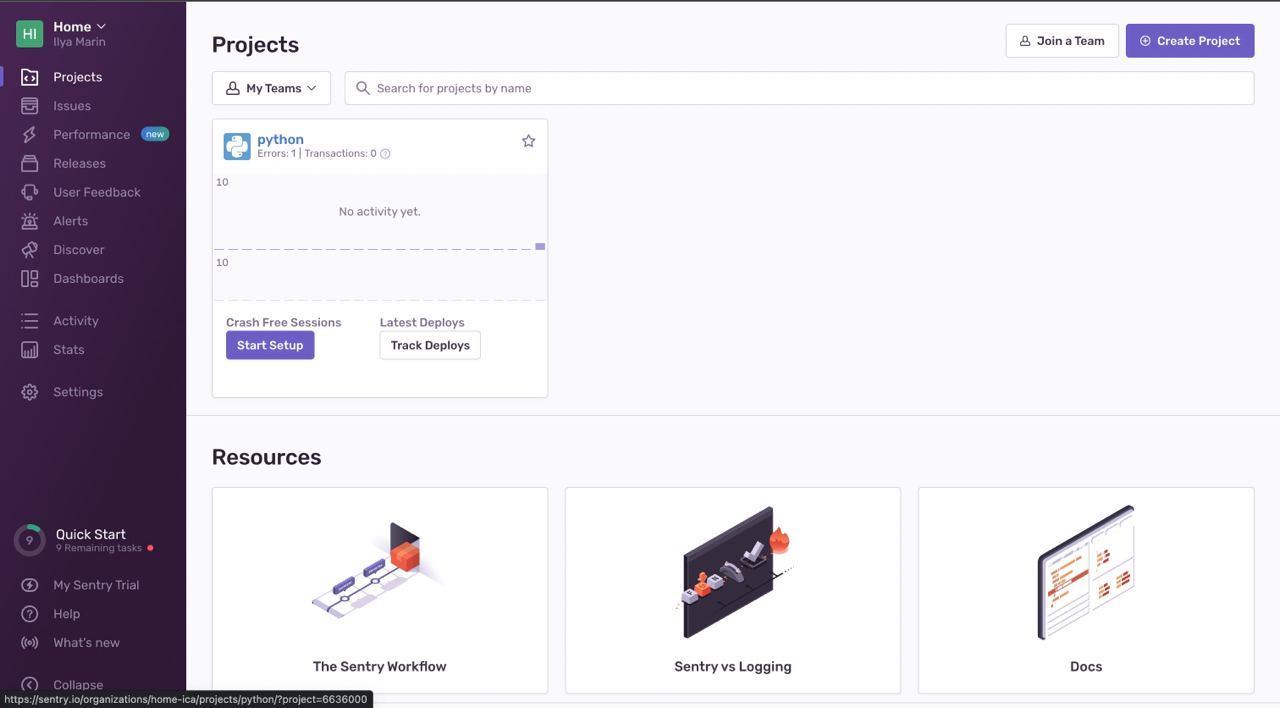 HI
Home
Ilya Marin
Projects
Issues
Performance new
Releases
User Feedback
Alerts
Discover
Dashboards
Activity
Stats
Settings
9
Quick Start
9 Remaining tasks
My Sentry Trial
Help
What's new
Collapse
https://sentry.io/organizations/home-ica/projects/python/?project=6636000
Projects
Join a Team
Create Project
My Teams
Search for projects by name
python
Errors: 1 | Transactions: 0
10
No activity yet.
10
Crash Free Sessions
Latest Deploys
Start Setup
Track Deploys
Resources
The Sentry Workflow
Sentry vs Logging
Docs